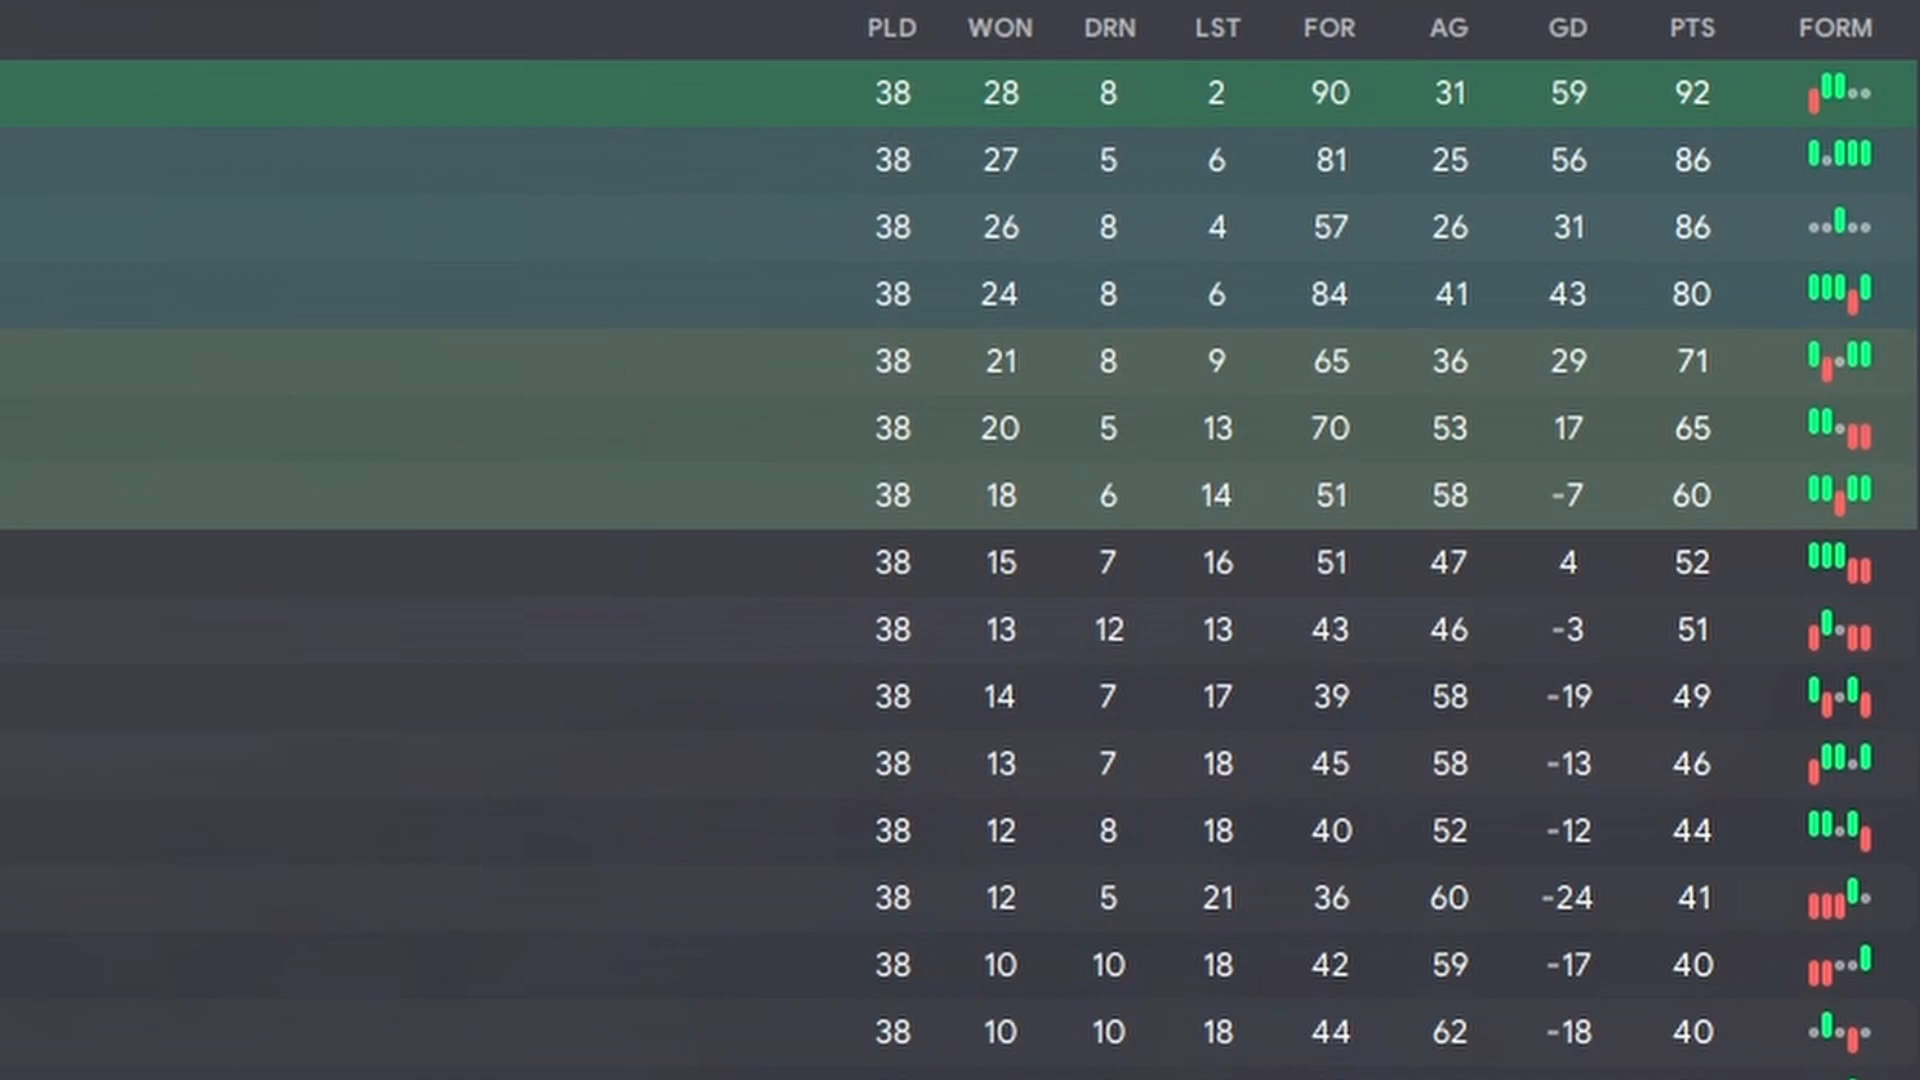 PLD WON DRN LST FOR AG GD PTS FORM
38 28 8 2 90 31 59 92
38 27 5 6 81 25 56 86
38 26 8 4 57 26 31 86
38 24 8 6 84 41 43 80
38 21 8 9 65 36 29 71
38 20 5 13 70 53 17 65
38 18 6 14 51 58 -7 60
38 15 7 16 51 47 4 52
38 13 12 13 43 46 -3 51
38 14 7 17 39 58 -19 49
38 13 7 18 45 58 -13 46
38 12 8 18 40 52 -12 44
38 12 5 21 36 60 -24 41
38 10 10 18 42 59 -17 40
38 10 10 18 44 62 -18 40